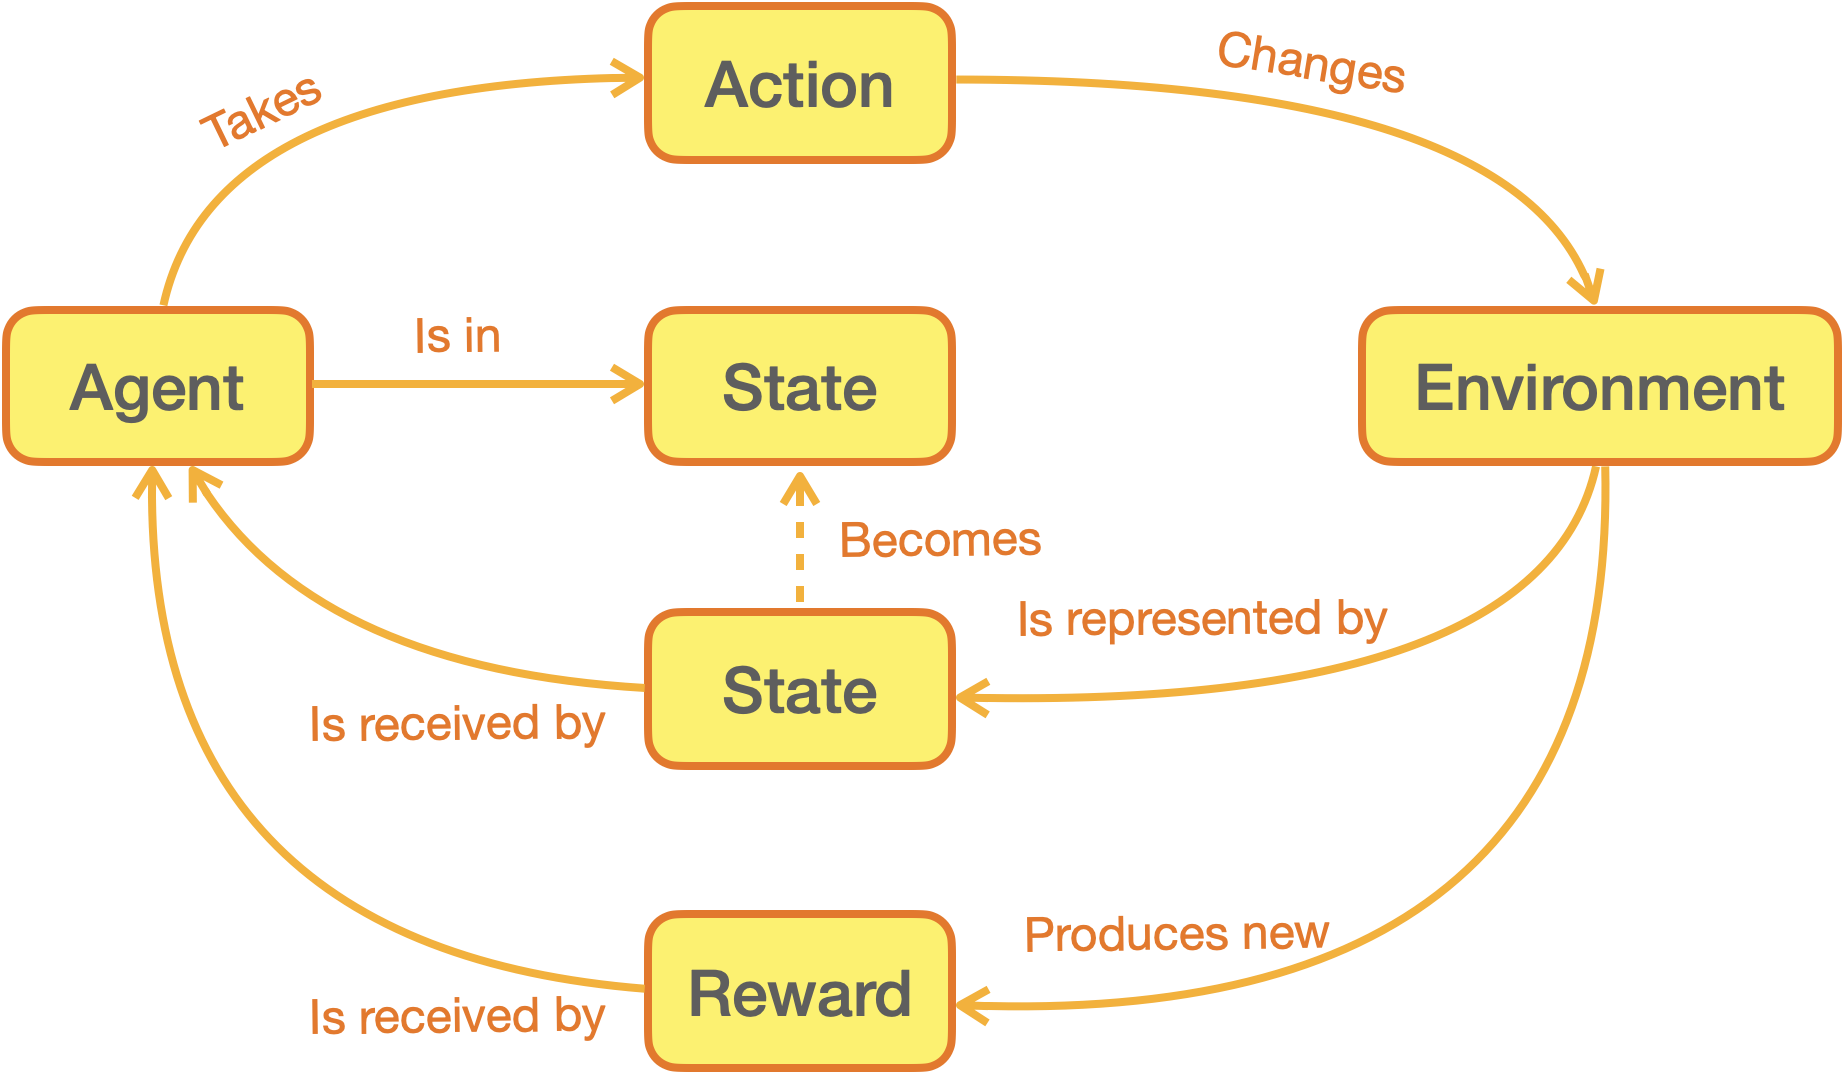 Action
Changes
Takes
Is in
Agent
State
Environment
Becomes
Is represented by
State
Is received by
Produces new
Reward
Is received by